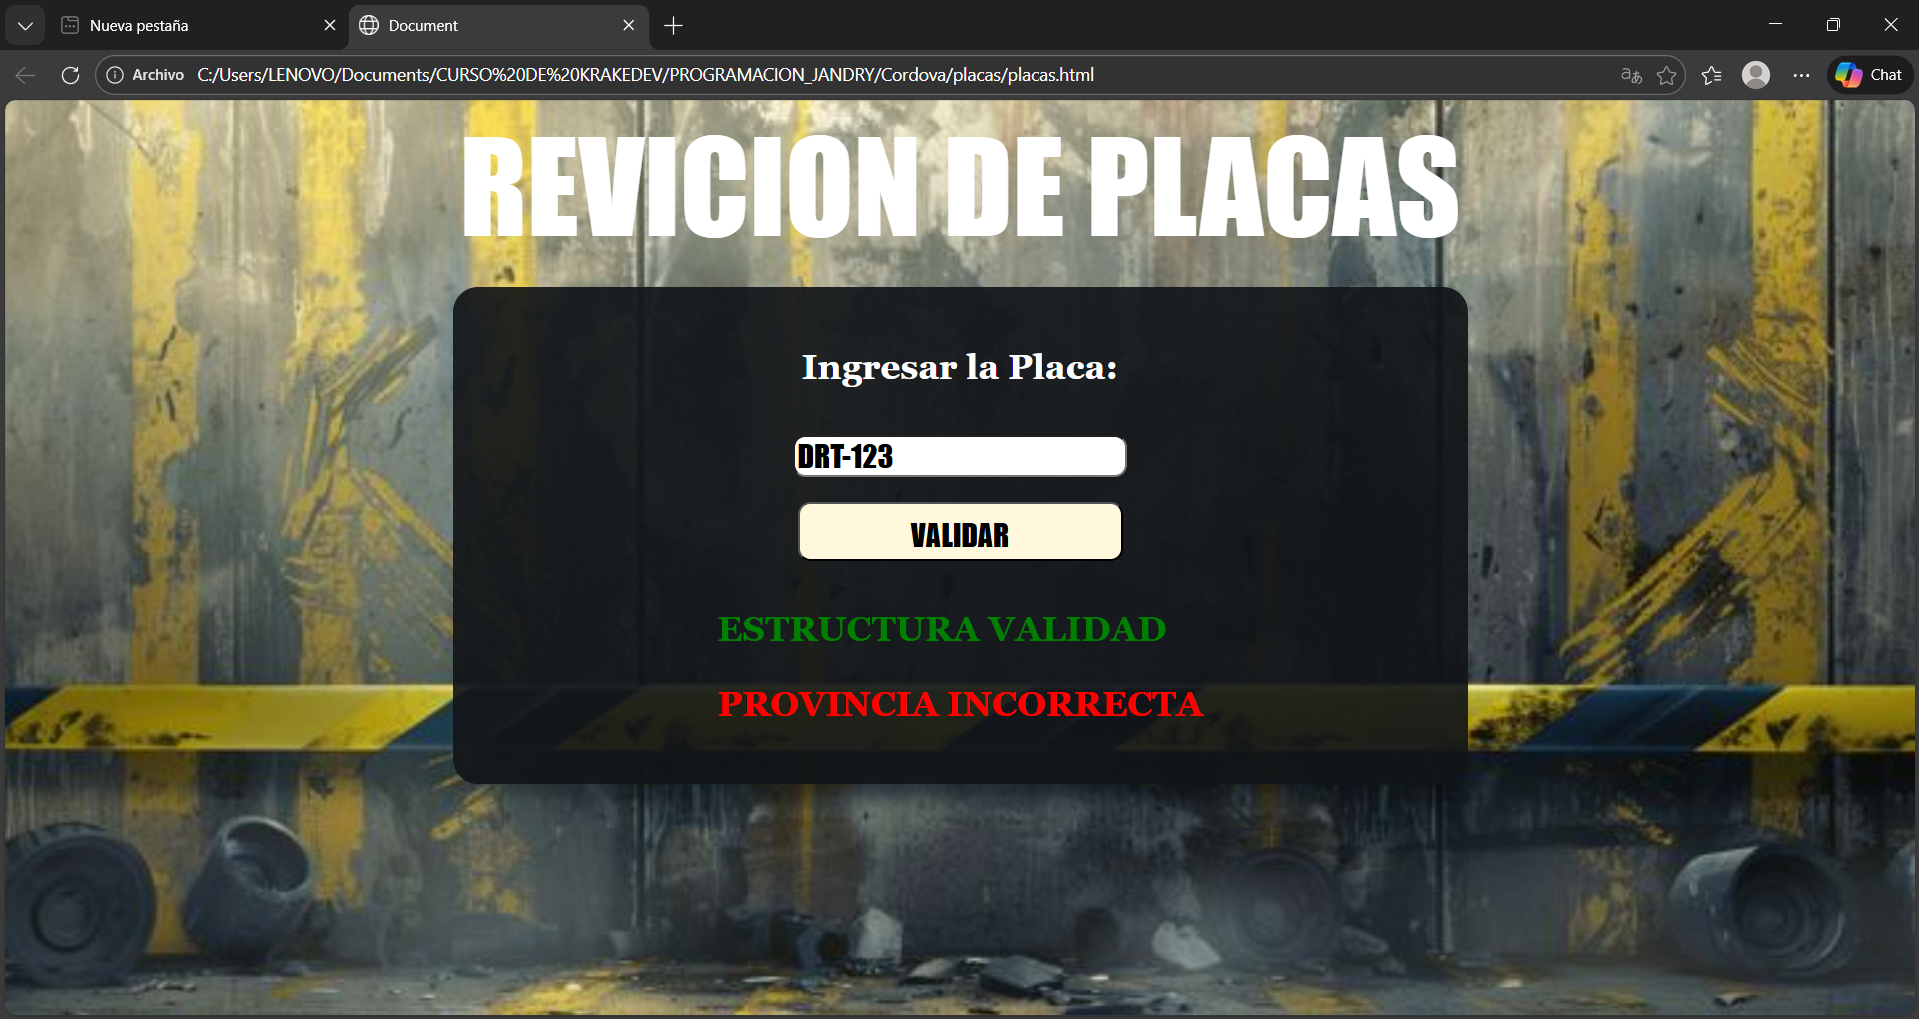 Nueva pestaña
Document
Archivo C:/Users/LENOVO/Documents/CURSO%20DE%20KRAKEDEV/PROGRAMACION_JANDRY/Cordova/placas/placas.html
Chat
REVICION DE PLACAS
Ingresar la Placa:
DRT-123
VALIDAR
ESTRUCTURA VALIDAD
PROVINCIA INCORRECTA